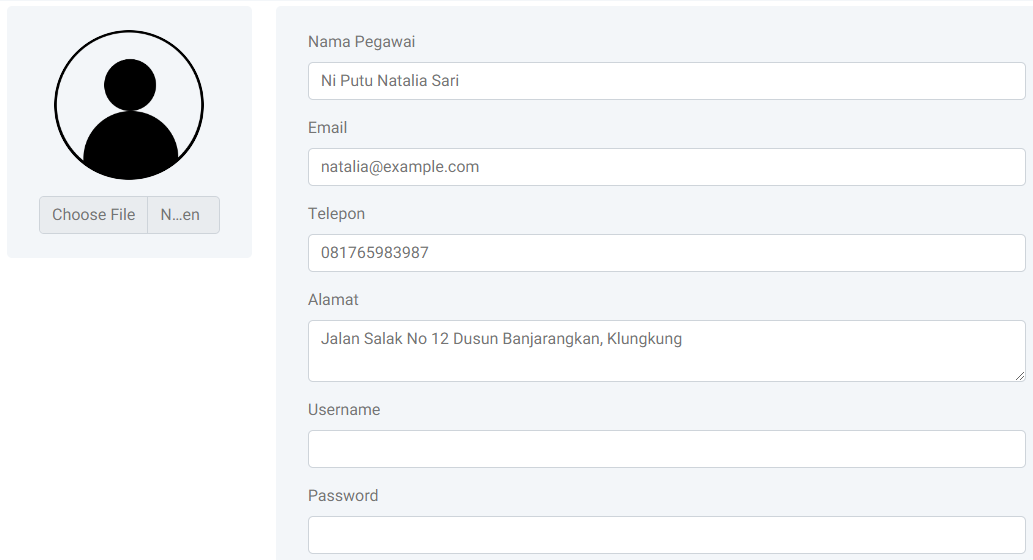 Choose File N...en
Nama Pegawai
Ni Putu Natalia Sari
Email
natalia@example.com
Telepon
081765983987
Alamat
Jalan Salak No 12 Dusun Banjarangkan, Klungkung
Username
Password